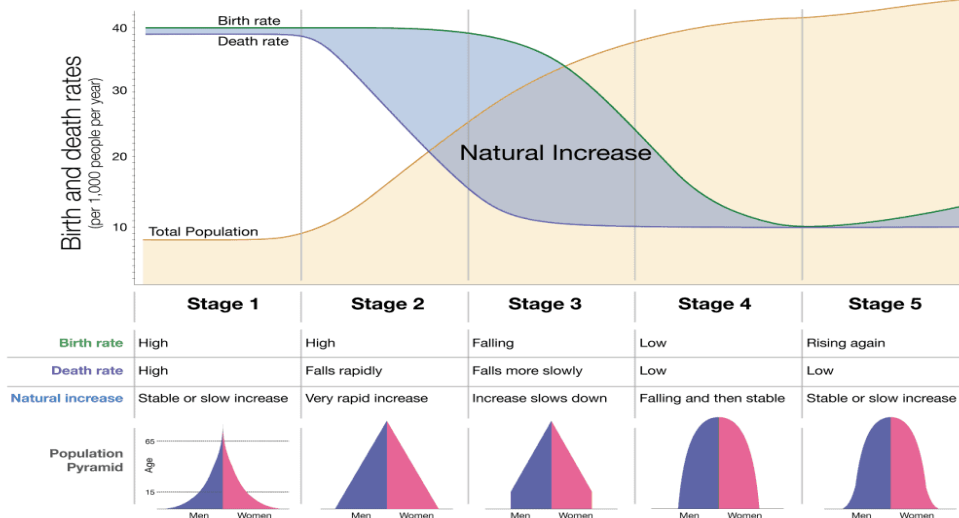 Birth rate
Death rate
40
30
20
10
Birth and death rates
(per 1,000 people per year)
Natural Increase
Total Population
Stage 1 Stage 2 Stage 3 Stage 4 Stage 5
Birth rate High High Falling Low Rising again
Death rate High Falls rapidly Falls more slowly Low Low
Natural increase Stable or slow increase Very rapid increase Increase slows down Falling and then stable Stable or slow increase
Population
Pyramid
65
Age
15
Men Women Men Women Men Women Men Women Men Women